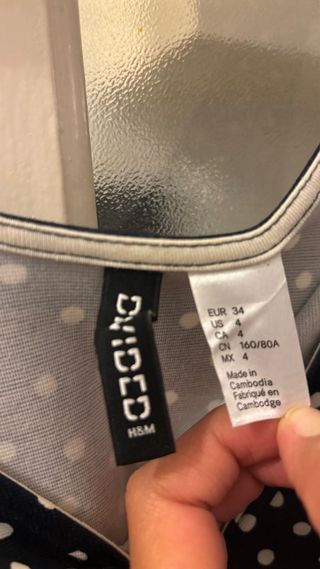 DIVIDED
H&M
EUR 34
US 4
CA 4
CN 160/80A
MX 4
Made in
Cambodia
Fabriqué en
Cambodge